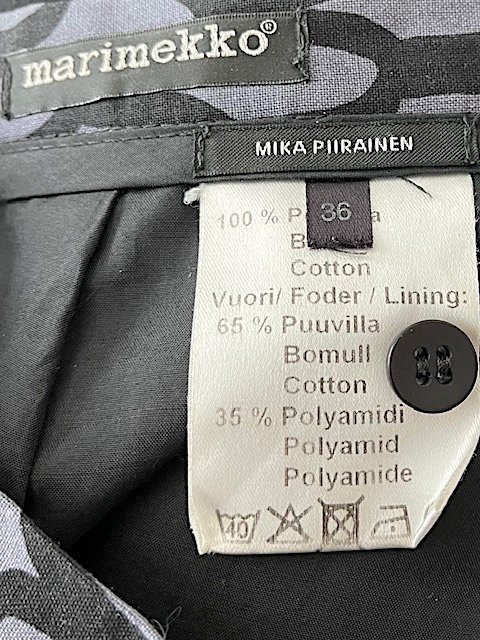 marimekko®
MIKA PIIRAINEN
36
100 %
Cotton
Vuori/ Foder / Lining:
65 % Puuvilla
Bomull
Cotton
35 % Polyamidi
Polyamid
Polyamide
40